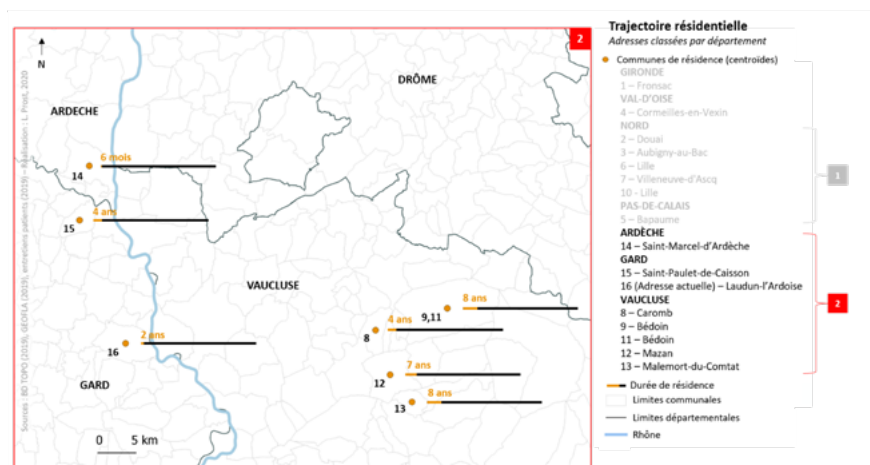 2
N
ARDECHE
DRÔME
6 mois
14
4 ans
15
VAUCLUSE
8 ans
9,11
4 ans
8
2 ans
16
7 ans
12
GARD
8 ans
13
0 5 km
Sources : BD TOPO (2019), GEOFLA (2019), entretiens patients (2019) – Réalisation : L. Prost, 2020
Trajectoire résidentielle
Adresses classées par département
Communes de résidence (centroïdes)
GIRONDE
1 – Fronsac
VAL-D'OISE
4 – Cormeilles-en-Vexin
NORD
2 – Douai
3 – Aubigny-au-Bac
6 – Lille
7 – Villeneuve-d'Ascq
10 - Lille
PAS-DE-CALAIS
5 – Bapaume
1
ARDÈCHE
14 – Saint-Marcel-d'Ardèche
GARD
15 – Saint-Paulet-de-Caisson
16 (Adresse actuelle) – Laudun-l'Ardoise
VAUCLUSE
8 – Caromb
9 – Bédoin
11 – Bédoin
12 – Mazan
13 – Malemort-du-Comtat
2
Durée de résidence
Limites communales
Limites départementales
Rhône